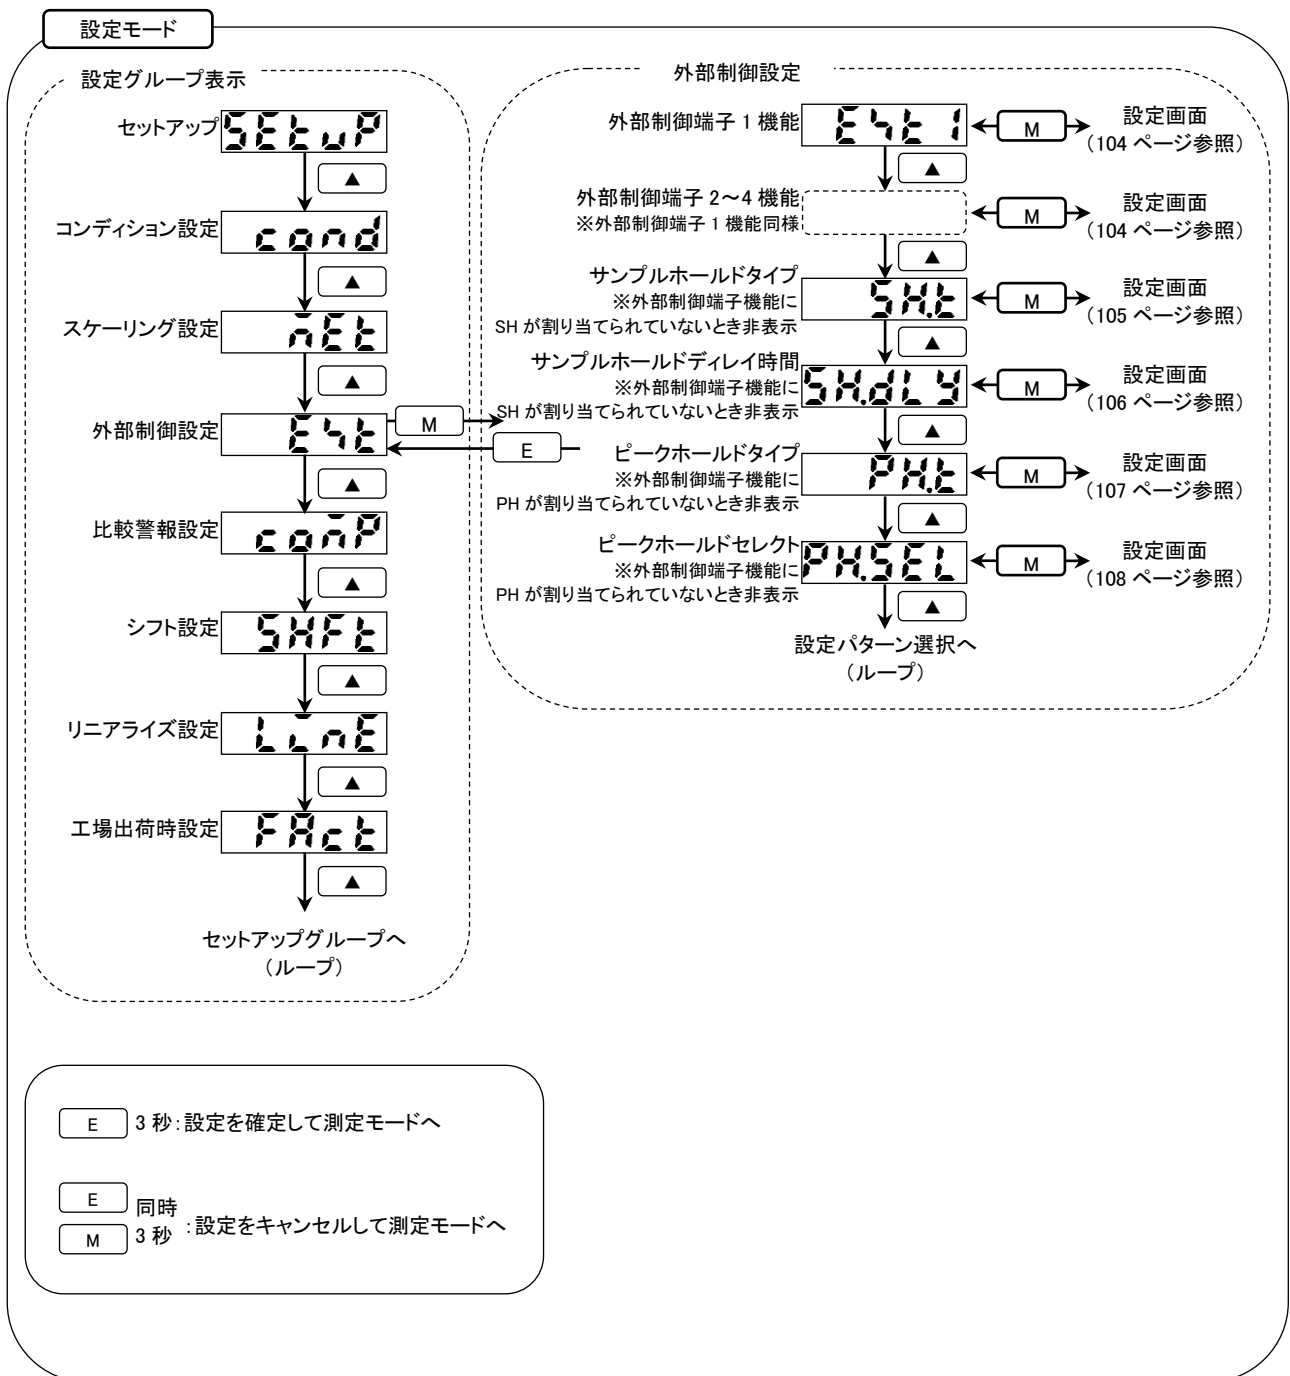 設定モード
設定グループ表示
セットアップ
SEtuP
▲
コンディション設定
cond
▲
スケーリング設定
mEt
▲
外部制御設定
EXt
M
E
▲
比較警報設定
comP
▲
シフト設定
SHFt
▲
リニアライズ設定
LinE
▲
工場出荷時設定
FAct
▲
セットアップグループへ
(ループ)
外部制御設定
外部制御端子 1 機能
EXt1
M
設定画面
(104 ページ参照)
▲
外部制御端子 2～4 機能
※外部制御端子 1 機能同様
M
設定画面
(104 ページ参照)
▲
サンプルホールドタイプ
※外部制御端子機能に
SH が割り当てられていないとき非表示
SH.t
M
設定画面
(105 ページ参照)
▲
サンプルホールドディレイ時間
※外部制御端子機能に
SH が割り当てられていないとき非表示
SH.dLY
M
設定画面
(106 ページ参照)
▲
ピークホールドタイプ
※外部制御端子機能に
PH が割り当てられていないとき非表示
PH.t
M
設定画面
(107 ページ参照)
▲
ピークホールドセレクト
※外部制御端子機能に
PH が割り当てられていないとき非表示
PH.SEL
M
設定画面
(108 ページ参照)
▲
設定パターン選択へ
(ループ)
E 3 秒：設定を確定して測定モードへ
E 同時
M 3 秒 ：設定をキャンセルして測定モードへ